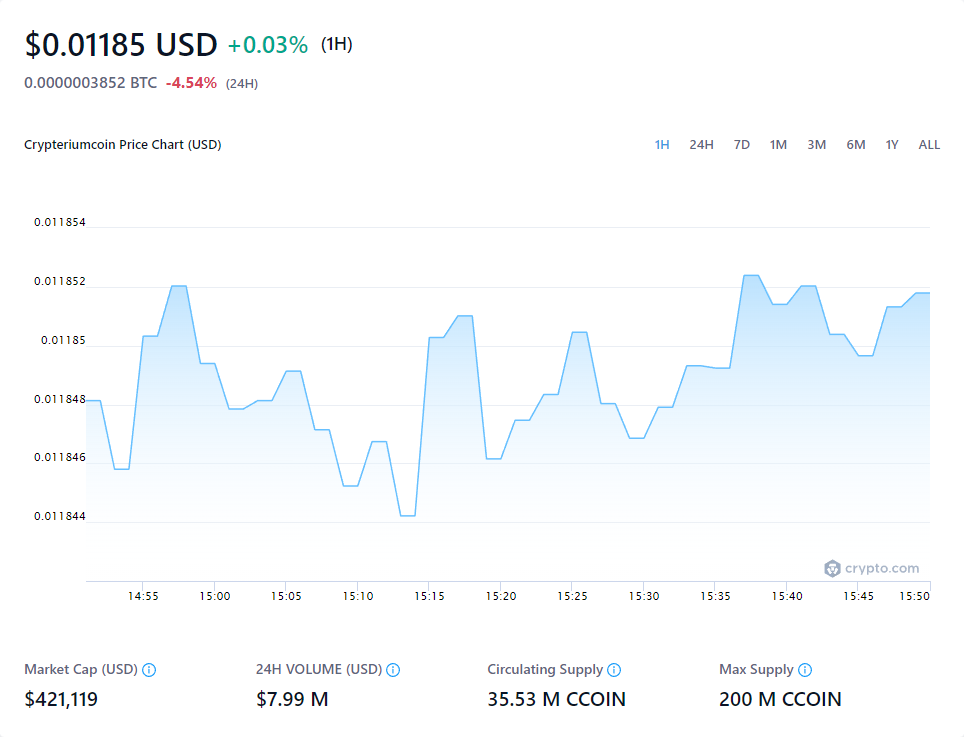 $0.01185 USD +0.03% (1H)
0.0000003852 BTC -4.54% (24H)
Crypteriumcoin Price Chart (USD) 1H 24H 7D 1M 3M 6M 1Y ALL
0.011854
0.011852
0.01185
0.011848
0.011846
0.011844
crypto.com
14:55 15:00 15:05 15:10 15:15 15:20 15:25 15:30 15:35 15:40 15:45 15:50
Market Cap (USD) 24H VOLUME (USD) Circulating Supply Max Supply
$421,119 $7.99 M 35.53 M CCOIN 200 M CCOIN